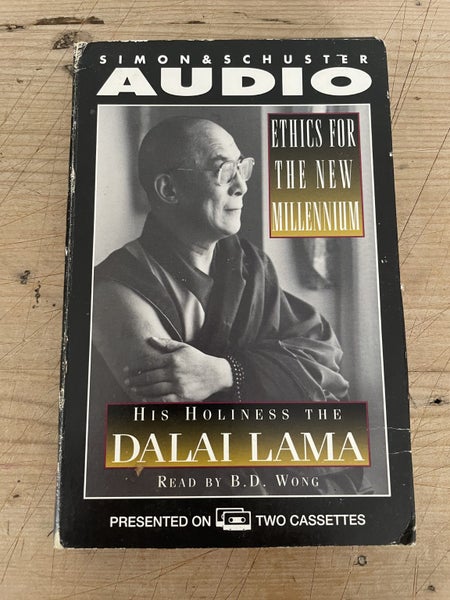 SIMON & SCHUSTER
AUDIO
ETHICS FOR
THE NEW
MILLENNIUM
HIS HOLINESS THE
DALAI LAMA
READ BY B.D. WONG
PRESENTED ON TWO CASSETTES